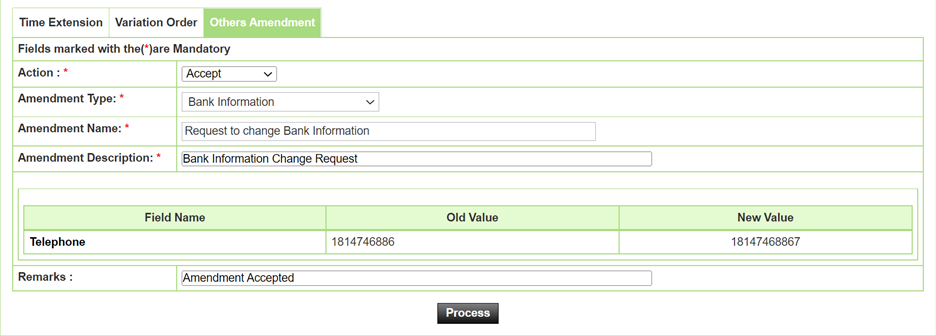 Time Extension Variation Order Others Amendment
Fields marked with the(*)are Mandatory
Action : * Accept
Amendment Type: * Bank Information
Amendment Name: * Request to change Bank Information
Amendment Description: * Bank Information Change Request
Field Name Old Value New Value
Telephone 1814746886 18147468867
Remarks : Amendment Accepted
Process